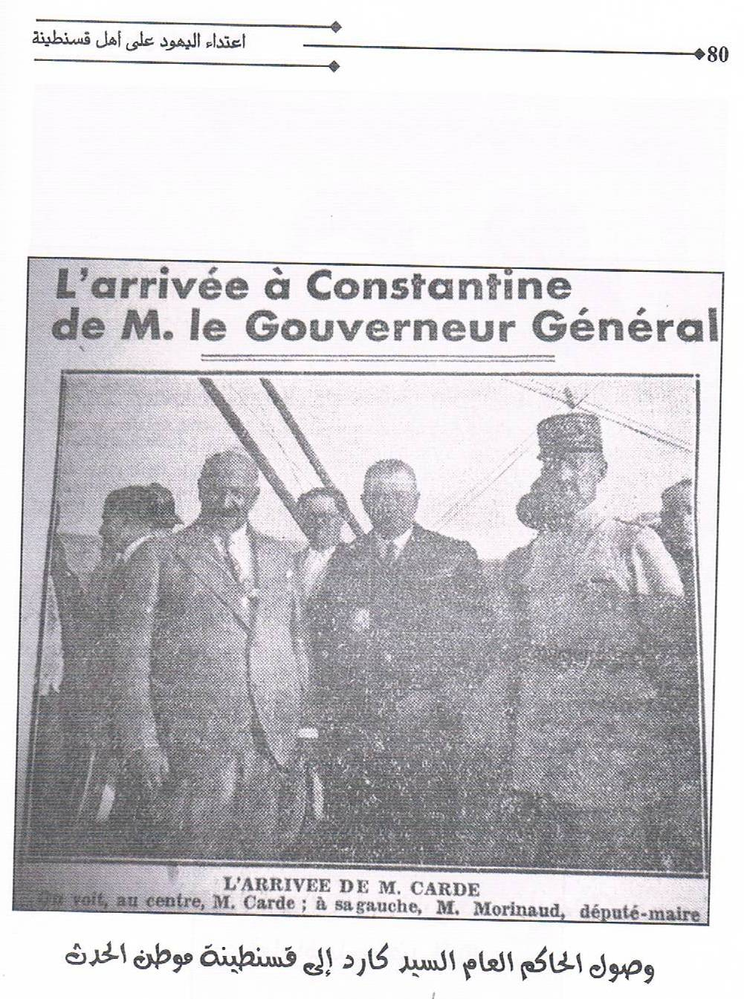 80
اعتداء اليهود على أهل قسنطينة
L'arrivée à Constantine
de M. le Gouverneur Général
L'ARRIVEE DE M. CARDE
On voit, au centre, M. Carde ; à sa gauche, M. Morinaud, député-maire
وصول الحاكم العام السيد كارد إلى قسنطينة موطن الحدث